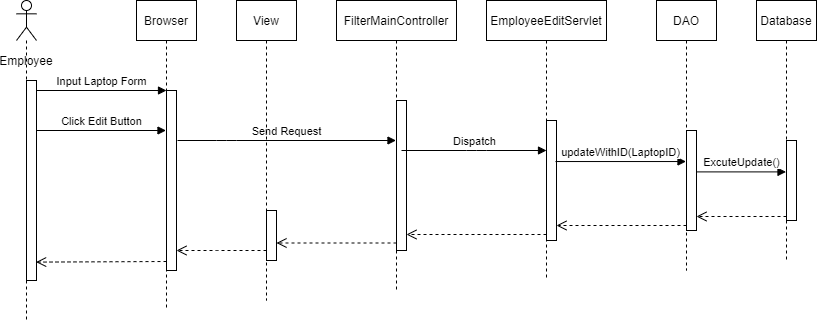 Browser
View
FilterMainController
EmployeeEditServlet
DAO
Database
Employee
Input Laptop Form
Click Edit Button
Send Request
Dispatch
updateWithID(LaptopID)
ExcuteUpdate()